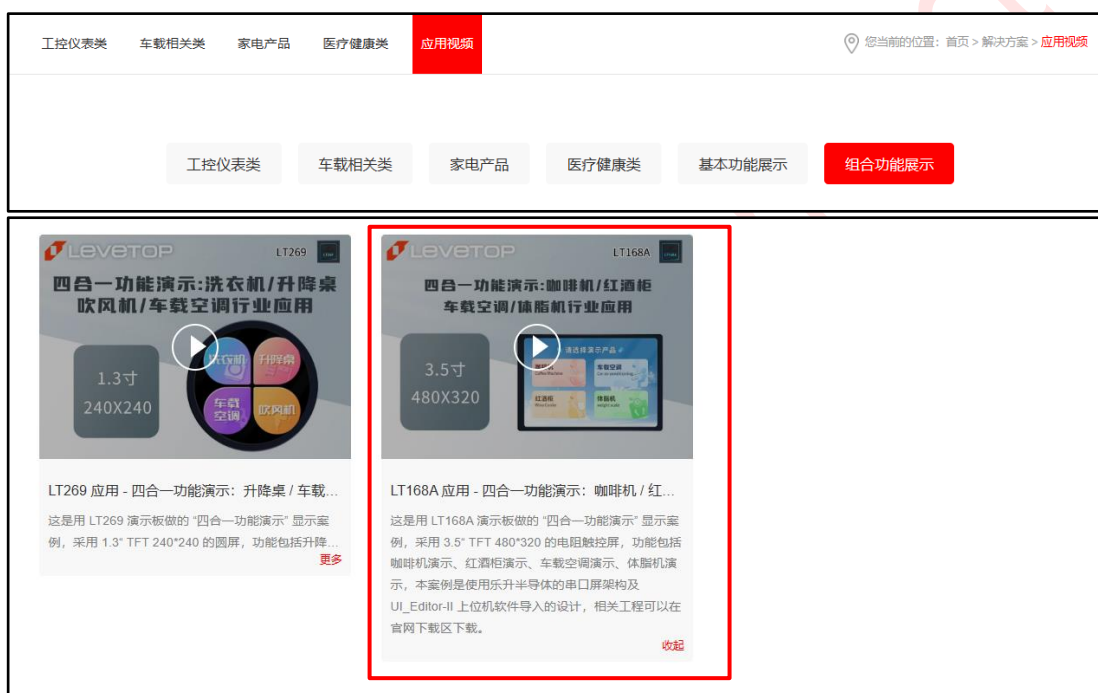 工控仪表类 车载相关类 家电产品 医疗健康类 应用视频 您当前的位置：首页 > 解决方案 > 应用视频
工控仪表类 车载相关类 家电产品 医疗健康类 基本功能展示 组合功能展示
LEVETOP LT269
四合一功能演示:洗衣机/升降桌
吹风机/车载空调行业应用
1.3寸
240X240
洗衣机 升降桌
车载
空调
吹风机
LT269 应用 - 四合一功能演示：升降桌 / 车载...
这是用 LT269 演示板做的 “四合一功能演示” 显示案
例，采用 1.3" TFT 240*240 的圆屏，功能包括升降...
更多
LEVETOP LT168A
四合一功能演示:咖啡机/红酒柜
车载空调/体脂机行业应用
3.5寸
480X320
请选择演示产品
车载空调
红酒柜 体脂机
LT168A 应用 - 四合一功能演示：咖啡机 / 红...
这是用 LT168A 演示板做的 “四合一功能演示” 显示案
例，采用 3.5" TFT 480*320 的电阻触控屏，功能包括
咖啡机演示、红酒柜演示、车载空调演示、体脂机演
示，本案例是使用乐升半导体的串口屏架构及
UI_Editor-II 上位机软件导入的设计，相关工程可以在
官网下载区下载。
收起